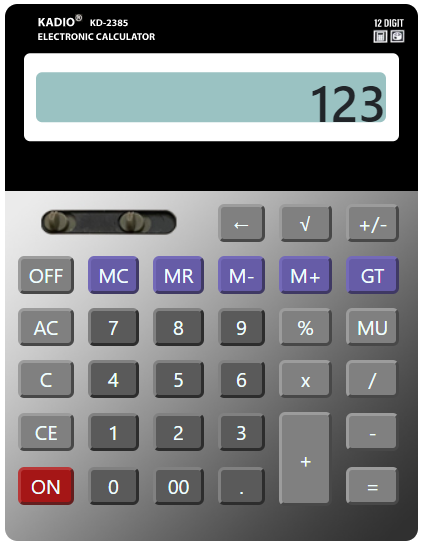 KADIO® KD-2385
12 DIGIT
ELECTRONIC CALCULATOR
123
← √ +/-
OFF MC MR M- M+ GT
AC 7 8 9 % MU
C 4 5 6 x /
CE 1 2 3 -
+
ON 0 00 . =